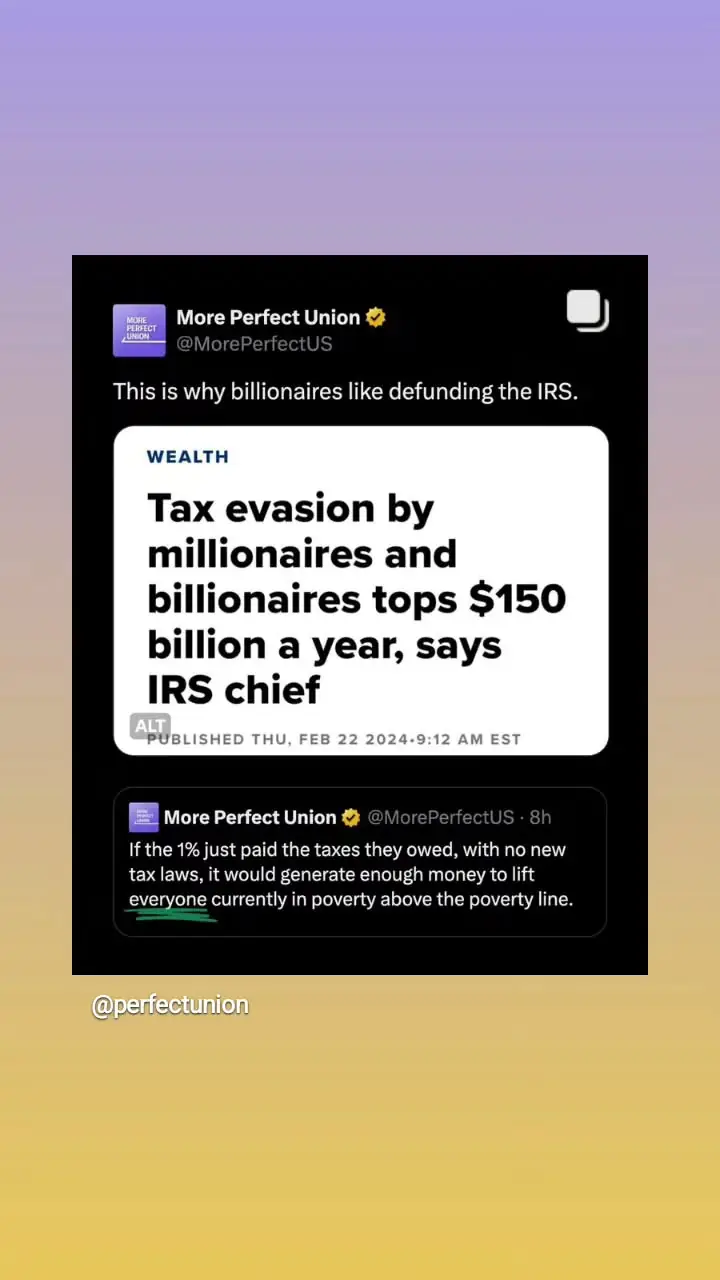 MORE
PERFECT
UNION
More Perfect Union
@MorePerfectUS
This is why billionaires like defunding the IRS.
WEALTH
Tax evasion by
millionaires and
billionaires tops $150
billion a year, says
IRS chief
ALT
PUBLISHED THU, FEB 22 2024•9:12 AM EST
MORE
PERFECT
UNION
More Perfect Union @MorePerfectUS · 8h
If the 1% just paid the taxes they owed, with no new
tax laws, it would generate enough money to lift
everyone currently in poverty above the poverty line.
@perfectunion